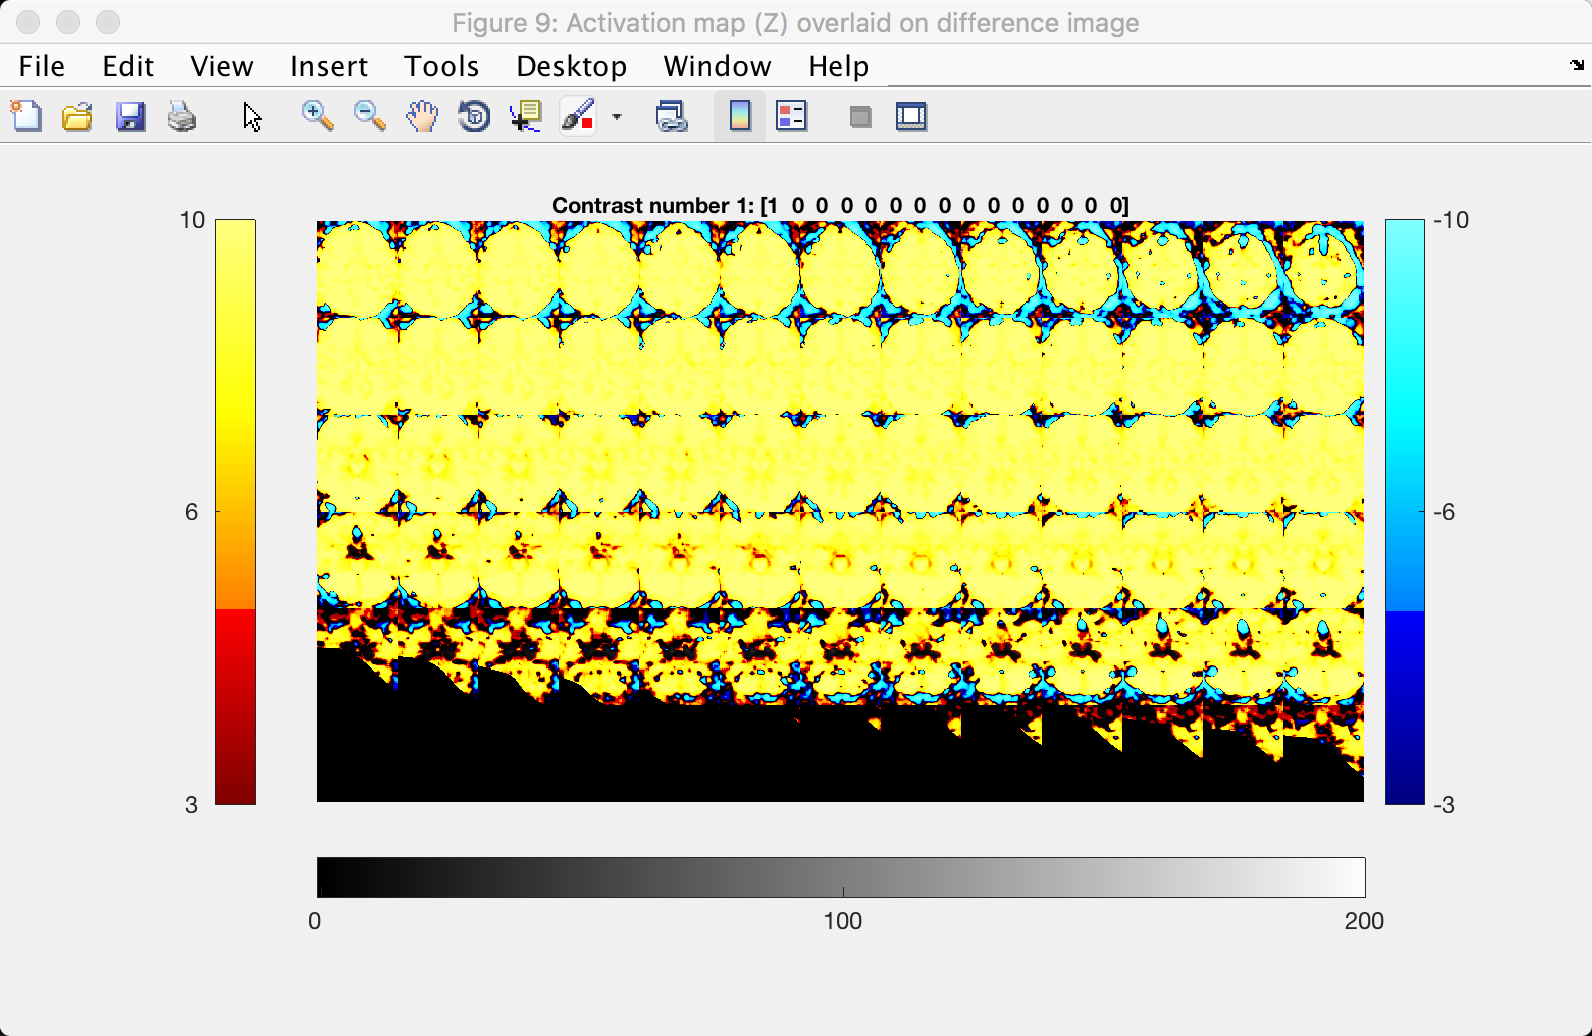 Figure 9: Activation map (Z) overlaid on difference image
File Edit View Insert Tools Desktop Window Help
Contrast number 1: [1 0 0 0 0 0 0 0 0 0 0 0 0 0 0]
10
6
3
-10
-6
-3
0 100 200